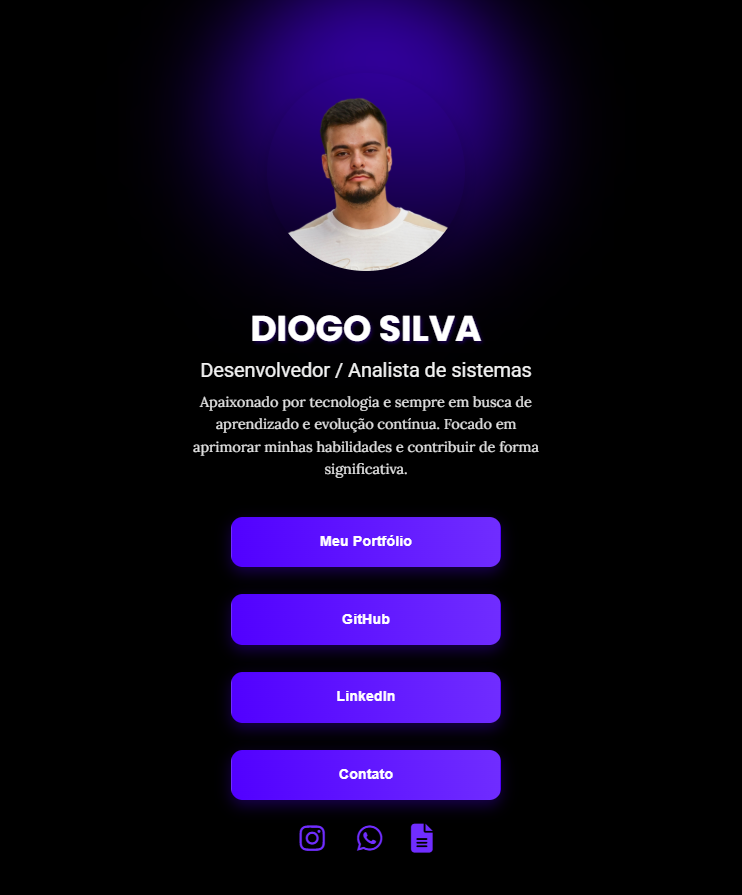 DIOGO SILVA
Desenvolvedor / Analista de sistemas
Apaixonado por tecnologia e sempre em busca de
aprendizado e evolução contínua. Focado em
aprimorar minhas habilidades e contribuir de forma
significativa.
Meu Portfólio
GitHub
LinkedIn
Contato